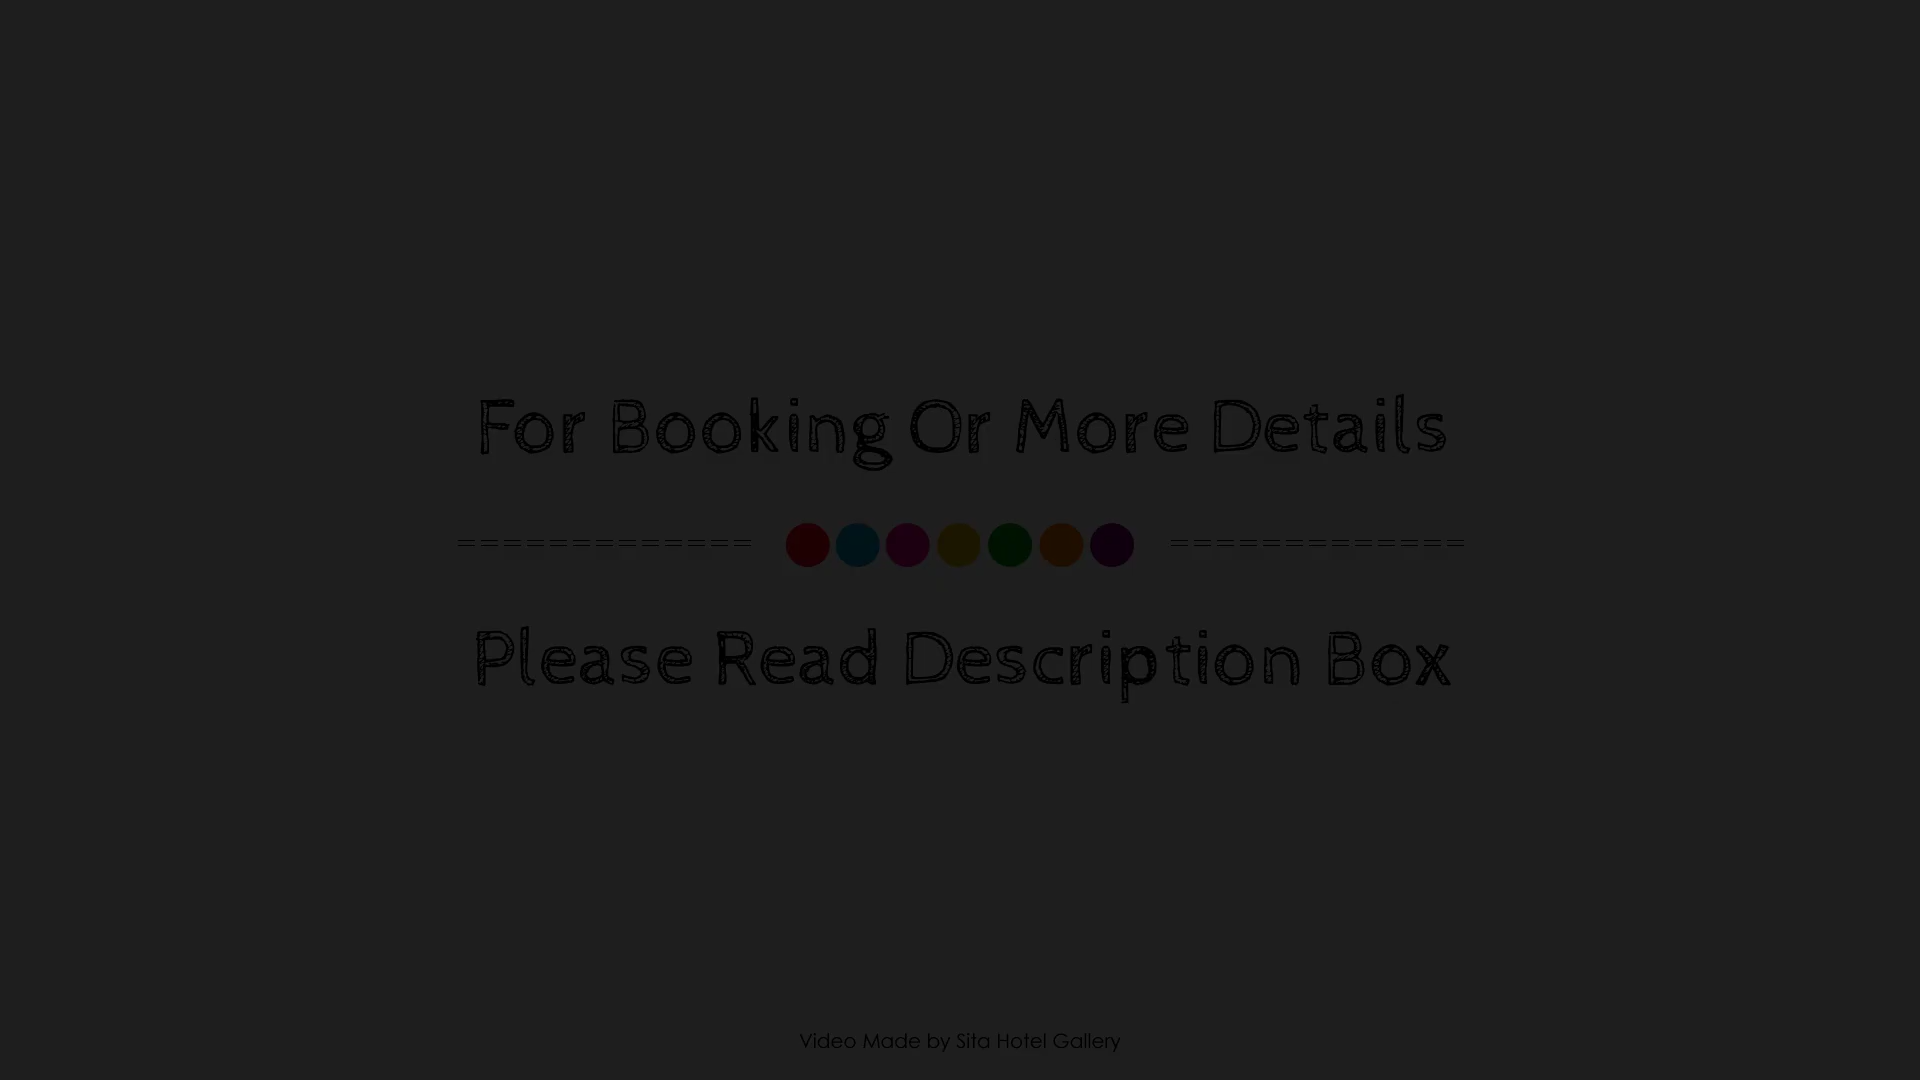 For Booking Or More Details
============= =============
Please Read Description Box
Video Made by Sita Hotel Gallery